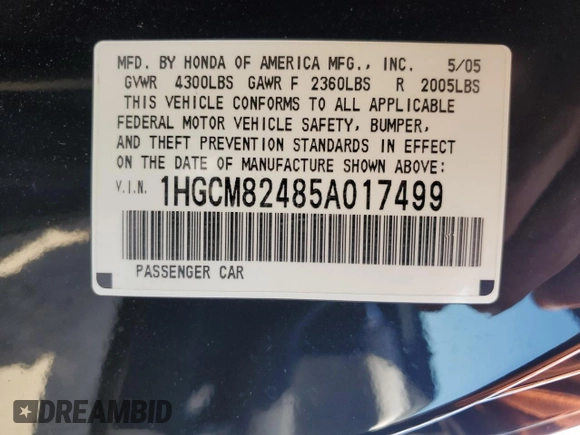 MFD. BY HONDA OF AMERICA MFG., INC. 5/05
GVWR 4300LBS GAWR F 2360LBS R 2005LBS
THIS VEHICLE CONFORMS TO ALL APPLICABLE
FEDERAL MOTOR VEHICLE SAFETY, BUMPER,
AND THEFT PREVENTION STANDARDS IN EFFECT
ON THE DATE OF MANUFACTURE SHOWN ABOVE:
V.I.N. 1HGCM82485A017499
PASSENGER CAR
DREAMBID